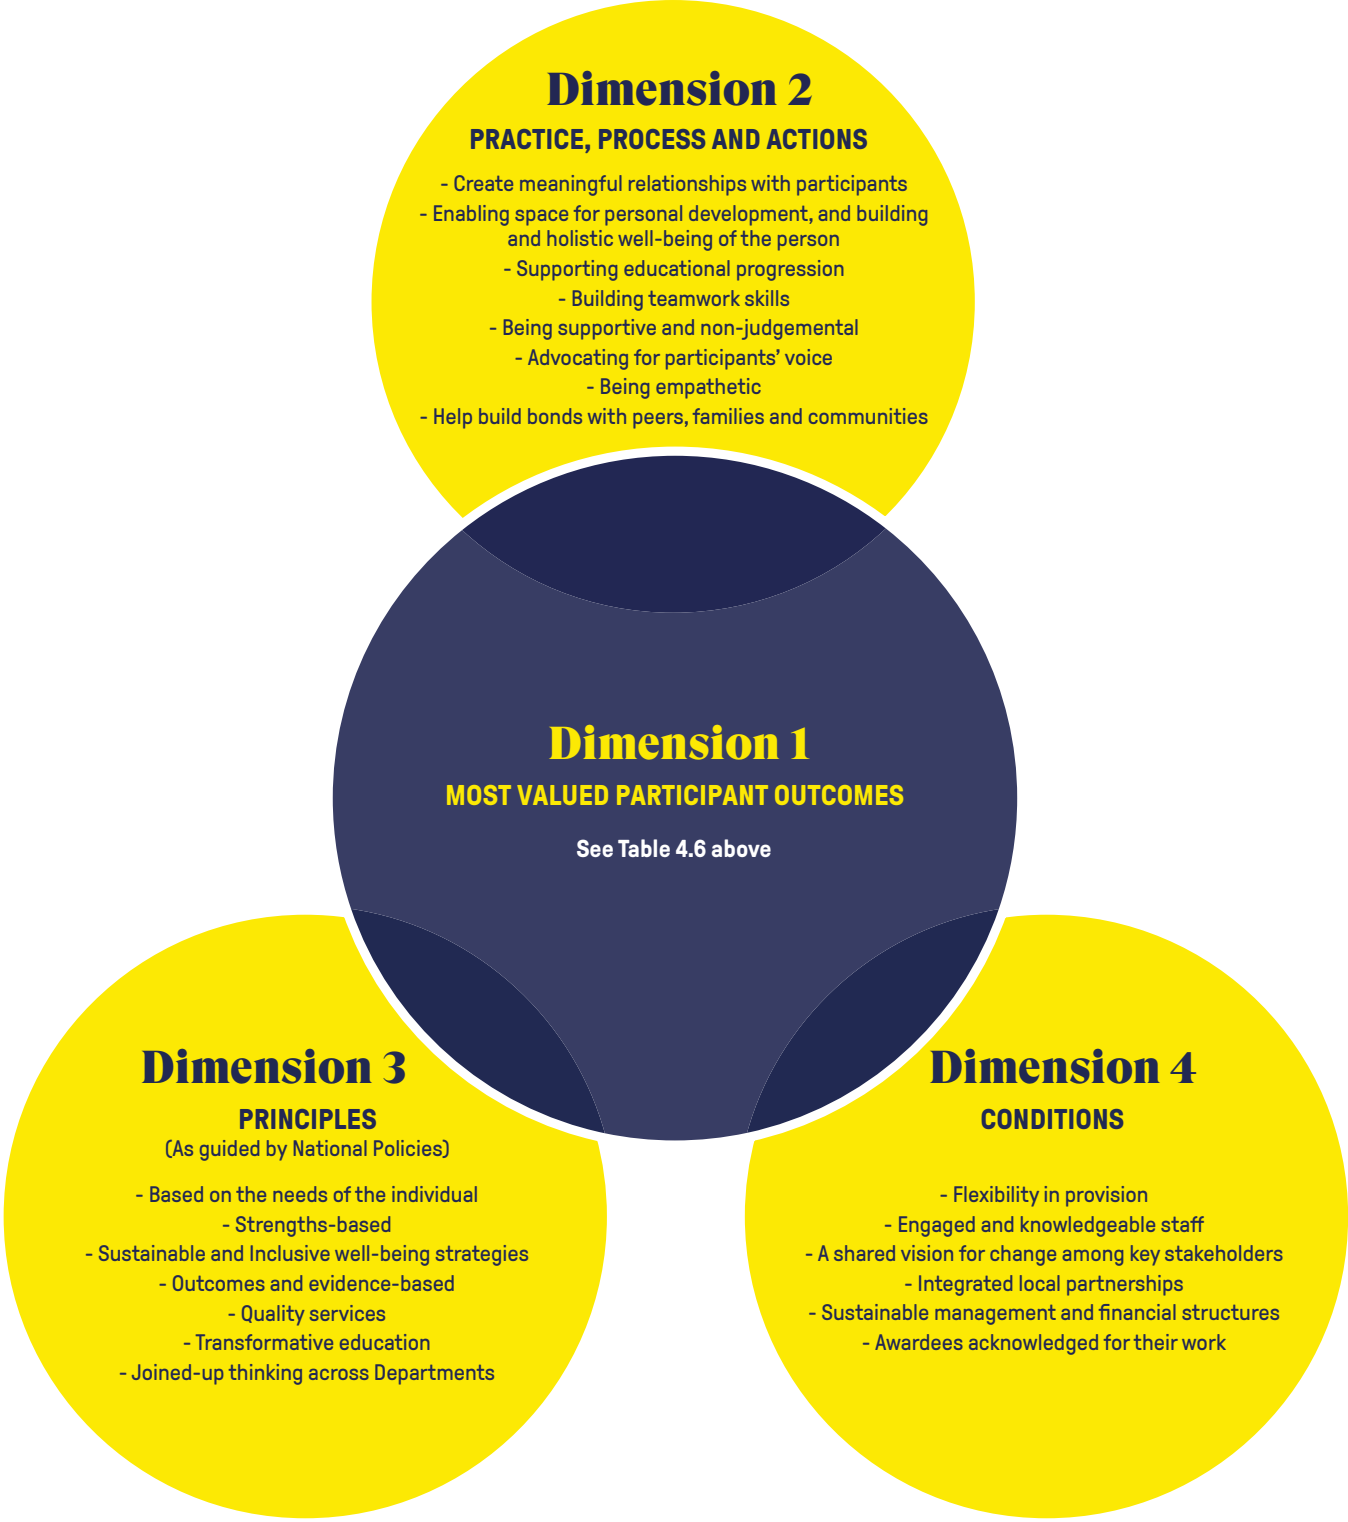 Dimension 2
PRACTICE, PROCESS AND ACTIONS
- Create meaningful relationships with participants
- Enabling space for personal development, and building
and holistic well-being of the person
- Supporting educational progression
- Building teamwork skills
- Being supportive and non-judgemental
- Advocating for participants’ voice
- Being empathetic
- Help build bonds with peers, families and communities
Dimension 1
MOST VALUED PARTICIPANT OUTCOMES
See Table 4.6 above
Dimension 3
PRINCIPLES
(As guided by National Policies)
- Based on the needs of the individual
- Strengths-based
- Sustainable and Inclusive well-being strategies
- Outcomes and evidence-based
- Quality services
- Transformative education
- Joined-up thinking across Departments
Dimension 4
CONDITIONS
- Flexibility in provision
- Engaged and knowledgeable staff
- A shared vision for change among key stakeholders
- Integrated local partnerships
- Sustainable management and financial structures
- Awardees acknowledged for their work